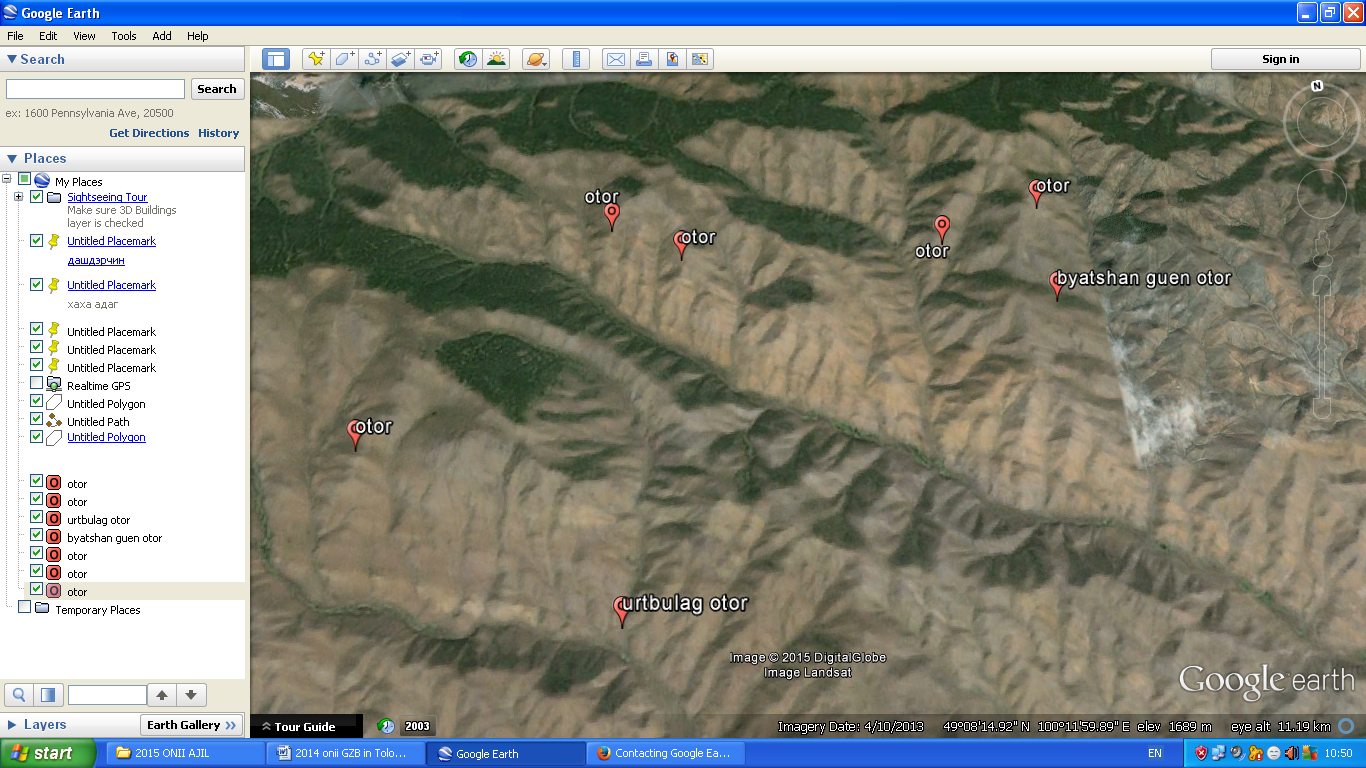 Google Earth
File Edit View Tools Add Help
Search
Search
ex: 1600 Pennsylvania Ave, 20500
Get Directions History
Places
My Places
Sightseeing Tour
Make sure 3D Buildings
layer is checked
Untitled Placemark
дашдэрчин
Untitled Placemark
хаха адаг
Untitled Placemark
Untitled Placemark
Untitled Placemark
Realtime GPS
Untitled Polygon
Untitled Path
Untitled Polygon
otor
otor
urtbulag otor
byatshan guen otor
otor
otor
otor
Temporary Places
Layers
Earth Gallery »
Sign in
N
otor
otor
otor
otor
byatshan guen otor
otor
urtbulag otor
Image © 2015 DigitalGlobe
Image Landsat
Google earth
Tour Guide
2003
Imagery Date: 4/10/2013 49°08'14.92" N 100°11'59.89" E elev 1689 m eye alt 11.19 km
start
2015 ONII AJIL
2014 onii GZB in Tolo...
Google Earth
Contacting Google Ea...
EN
10:50